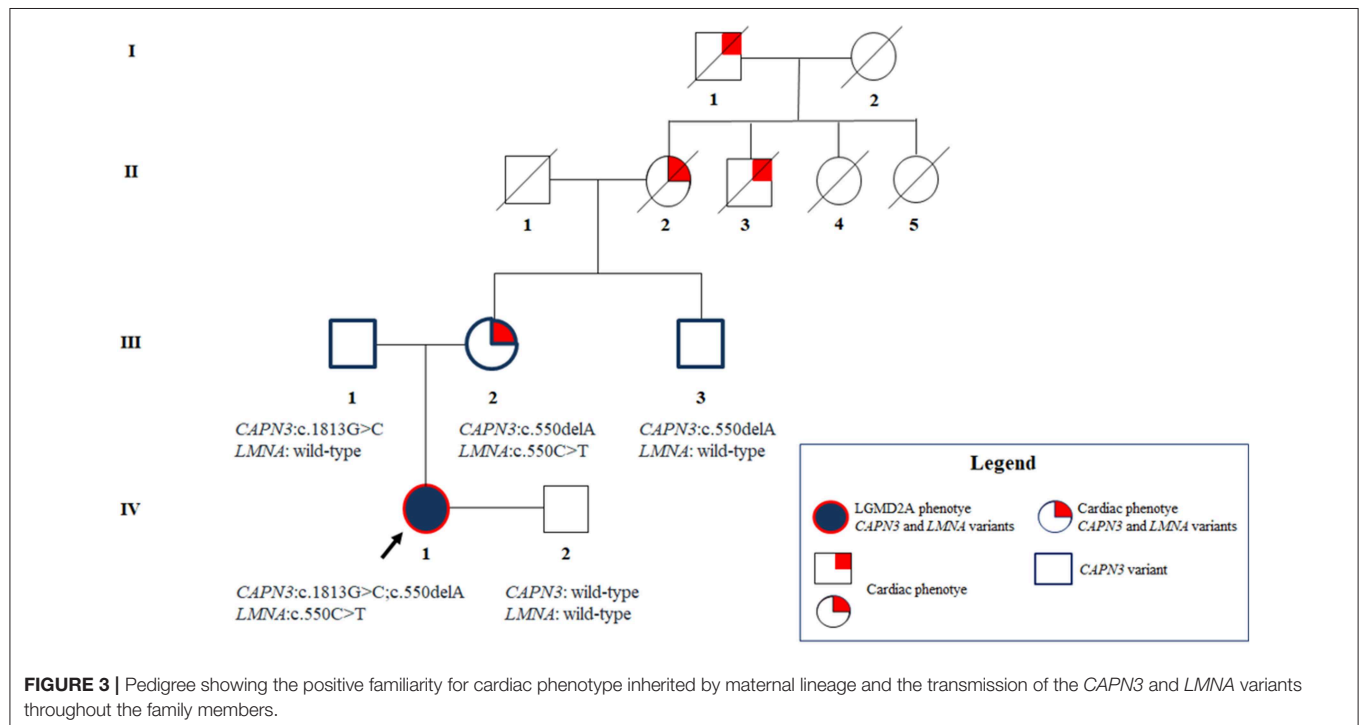 I
1 2
II
1 2 3 4 5
III
1 2 3
CAPN3:c.1813G>C CAPN3:c.550delA CAPN3:c.550delA
LMNA: wild-type LMNA:c.550C>T LMNA: wild-type
IV
1 2
CAPN3:c.1813G>C;c.550delA CAPN3: wild-type
LMNA:c.550C>T LMNA: wild-type
Legend
LGMD2A phenotye
CAPN3 and LMNA variants
Cardiac phenotye
CAPN3 and LMNA variants
Cardiac phenotye
CAPN3 variant
FIGURE 3 | Pedigree showing the positive familiarity for cardiac phenotype inherited by maternal lineage and the transmission of the CAPN3 and LMNA variants
throughout the family members.